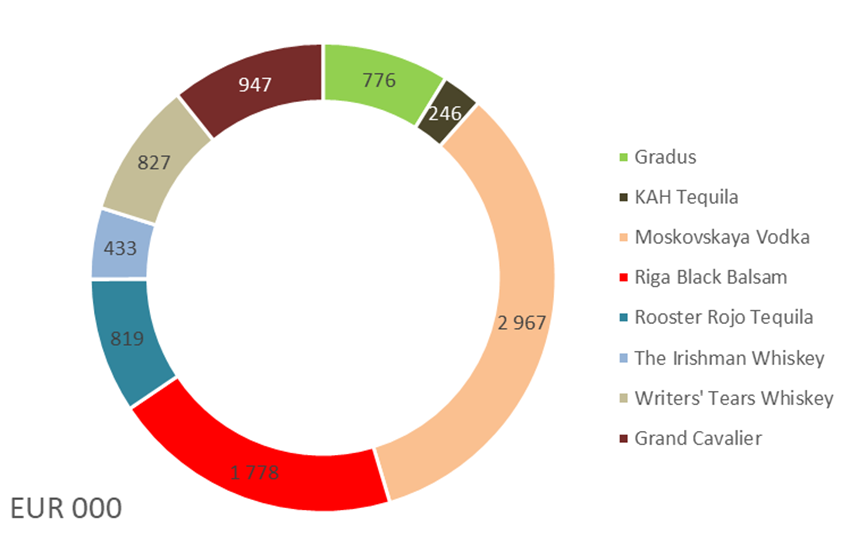 776
246
947
827
433
819
2 967
1 778
Gradus
KAH Tequila
Moskovskaya Vodka
Riga Black Balsam
Rooster Rojo Tequila
The Irishman Whiskey
Writers' Tears Whiskey
Grand Cavalier
EUR 000